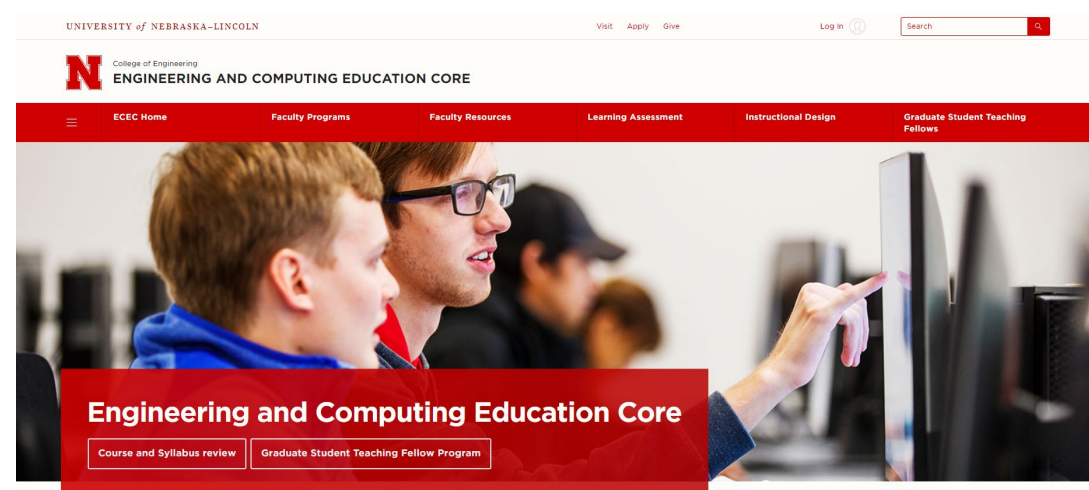 UNIVERSITY of NEBRASKA–LINCOLN
Visit Apply Give
Log In
Search
N
College of Engineering
ENGINEERING AND COMPUTING EDUCATION CORE
ECEC Home
Faculty Programs
Faculty Resources
Learning Assessment
Instructional Design
Graduate Student Teaching
Fellows
Engineering and Computing Education Core
Course and Syllabus review
Graduate Student Teaching Fellow Program